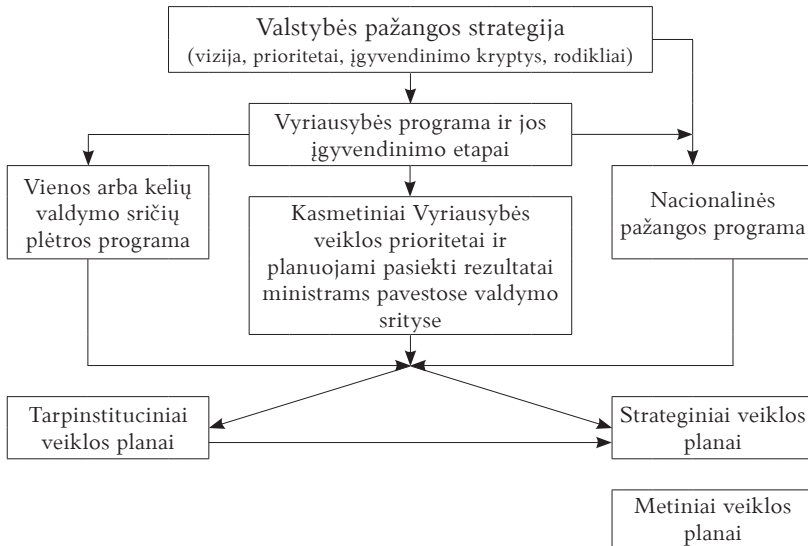 Valstybės pažangos strategija
(vizija, prioritetai, įgyvendinimo kryptys, rodikliai)
Vyriausybės programa ir jos
įgyvendinimo etapai
Vienos arba kelių
valdymo sričių
plėtros programa
Kasmetiniai Vyriausybės
veiklos prioritetai ir
planuojami pasiekti rezultatai
ministrams pavestose valdymo
srityse
Nacionalinės
pažangos programa
Tarpinstituciniai
veiklos planai
Strateginiai veiklos
planai
Metiniai veiklos
planai